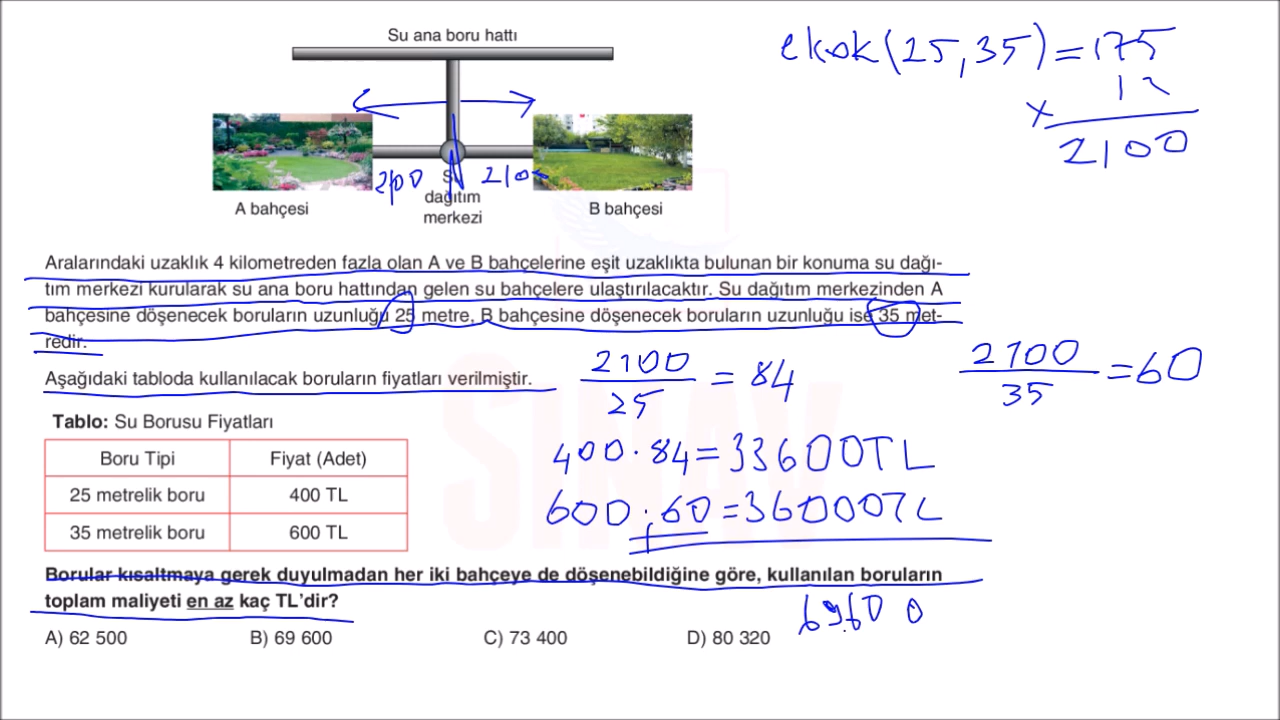 Su ana boru hattı
ekok(25,35)=175
x 12
2100
2100 2100
Su
dağıtım
merkezi
A bahçesi
B bahçesi
Aralarındaki uzaklık 4 kilometreden fazla olan A ve B bahçelerine eşit uzaklıkta bulunan bir konuma su dağı-
tım merkezi kurularak su ana boru hattından gelen su bahçelere ulaştırılacaktır. Su dağıtım merkezinden A
bahçesine döşenecek boruların uzunluğu 25 metre, B bahçesine döşenecek boruların uzunluğu ise 35 met-
redir.
Aşağıdaki tabloda kullanılacak boruların fiyatları verilmiştir.
2100/25 = 84
2100/35 = 60
Tablo: Su Borusu Fiyatları
Boru Tipi Fiyat (Adet)
25 metrelik boru 400 TL
35 metrelik boru 600 TL
400.84=33600TL
600.60=36000TL
Borular kısaltmaya gerek duyulmadan her iki bahçeye de döşenebildiğine göre, kullanılan boruların
toplam maliyeti en az kaç TL'dir?
69600
A) 62 500 B) 69 600 C) 73 400 D) 80 320
SINAV